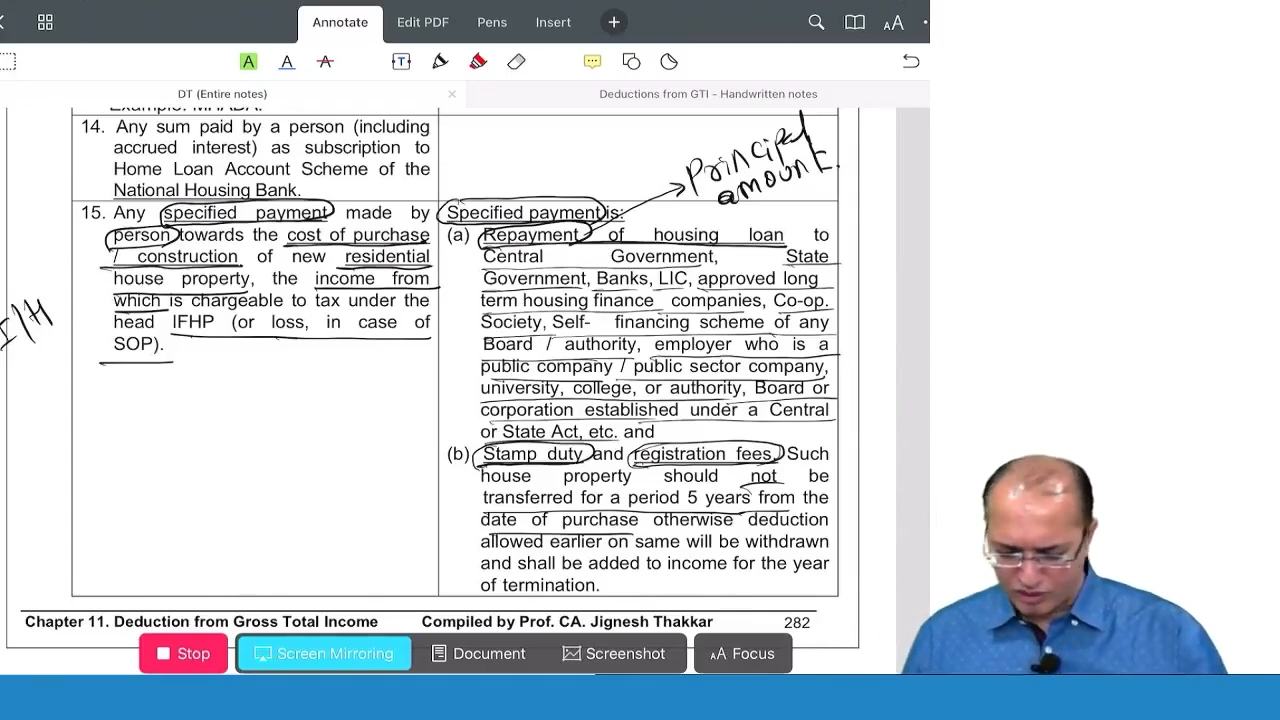 Annotate Edit PDF Pens Insert +
AA
A A A T
DT (Entire notes) × Deductions from GTI - Handwritten notes
Example: MHADA.
14. Any sum paid by a person (including
accrued interest) as subscription to
Home Loan Account Scheme of the
National Housing Bank.
Principal
amount.
15. Any specified payment made by
person towards the cost of purchase
/ construction of new residential
house property, the income from
which is chargeable to tax under the
head IFHP (or loss, in case of
SOP).
I/H
Specified payment is:
(a) Repayment of housing loan to
Central Government, State
Government, Banks, LIC, approved long
term housing finance companies, Co-op.
Society, Self- financing scheme of any
Board / authority, employer who is a
public company / public sector company,
university, college, or authority, Board or
corporation established under a Central
or State Act, etc. and
(b) Stamp duty and registration fees. Such
house property should not be
transferred for a period 5 years from the
date of purchase otherwise deduction
allowed earlier on same will be withdrawn
and shall be added to income for the year
of termination.
Chapter 11. Deduction from Gross Total Income Compiled by Prof. CA. Jignesh Thakkar 282
Stop Screen Mirroring Document Screenshot AA Focus